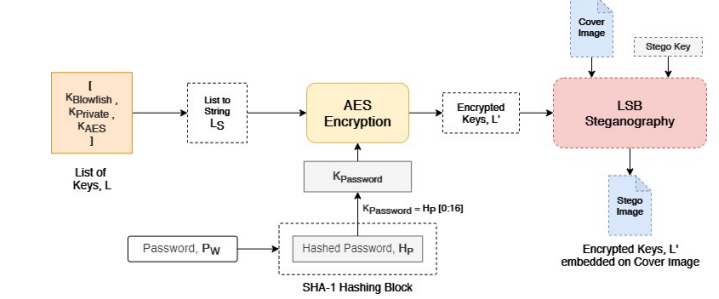 Cover
Image
Stego Key
[
KBlowfish ,
KPrivate ,
KAES
]
List to
String
LS
AES
Encryption
Encrypted
Keys, L'
LSB
Steganography
List of
Keys, L
KPassword
KPassword = HP [0:16]
Stego
Image
Password, PW
Hashed Password, HP
Encrypted Keys, L'
embedded on Cover Image
SHA-1 Hashing Block